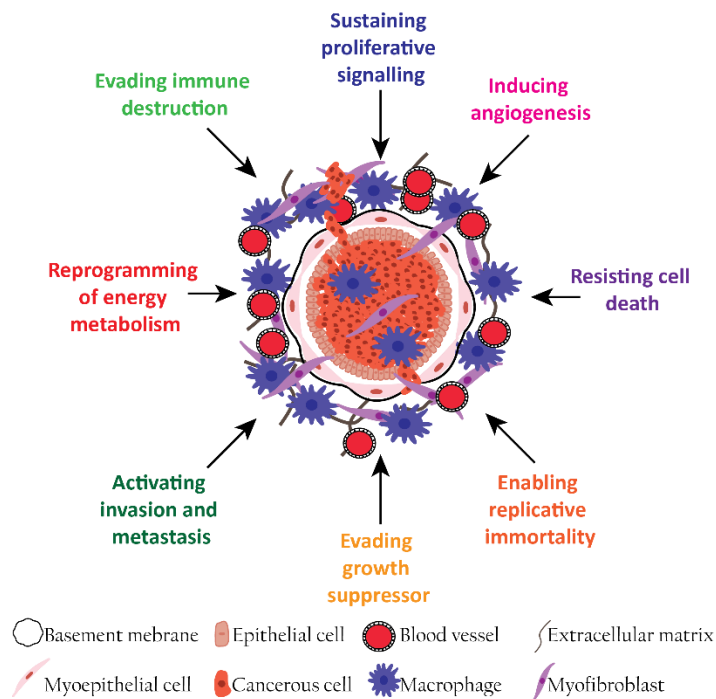 Sustaining
proliferative
signalling
Evading immune
destruction
Inducing
angiogenesis
Reprogramming
of energy
metabolism
Resisting cell
death
Activating
invasion and
metastasis
Enabling
replicative
immortality
Evading
growth
suppressor
Basement mebrane
Epithelial cell
Blood vessel
Extracellular matrix
Myoepithelial cell
Cancerous cell
Macrophage
Myofibroblast